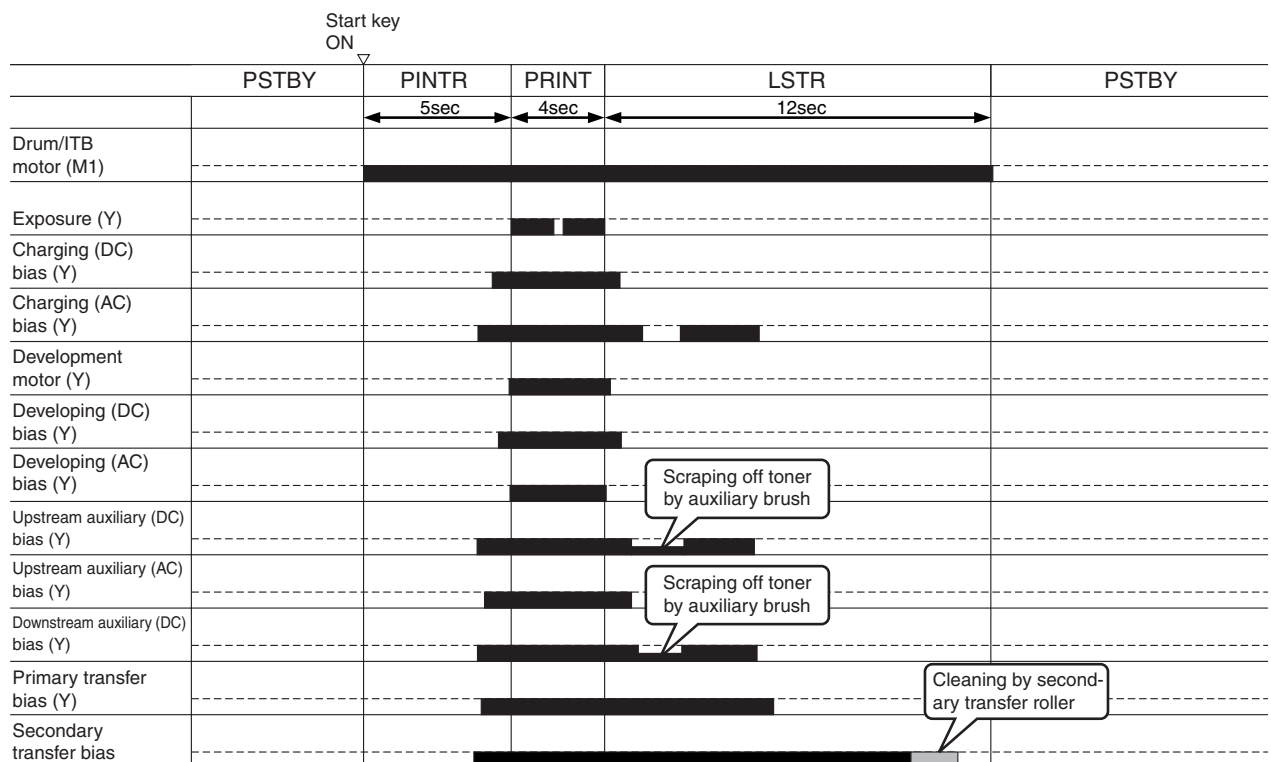 Start key
ON
PSTBY PINTR PRINT LSTR PSTBY
5sec 4sec 12sec
Drum/ITB
motor (M1)
Exposure (Y)
Charging (DC)
bias (Y)
Charging (AC)
bias (Y)
Development
motor (Y)
Developing (DC)
bias (Y)
Developing (AC)
bias (Y)
Scraping off toner
by auxiliary brush
Upstream auxiliary (DC)
bias (Y)
Upstream auxiliary (AC)
bias (Y)
Scraping off toner
by auxiliary brush
Downstream auxiliary (DC)
bias (Y)
Primary transfer
bias (Y)
Cleaning by second-
ary transfer roller
Secondary
transfer bias